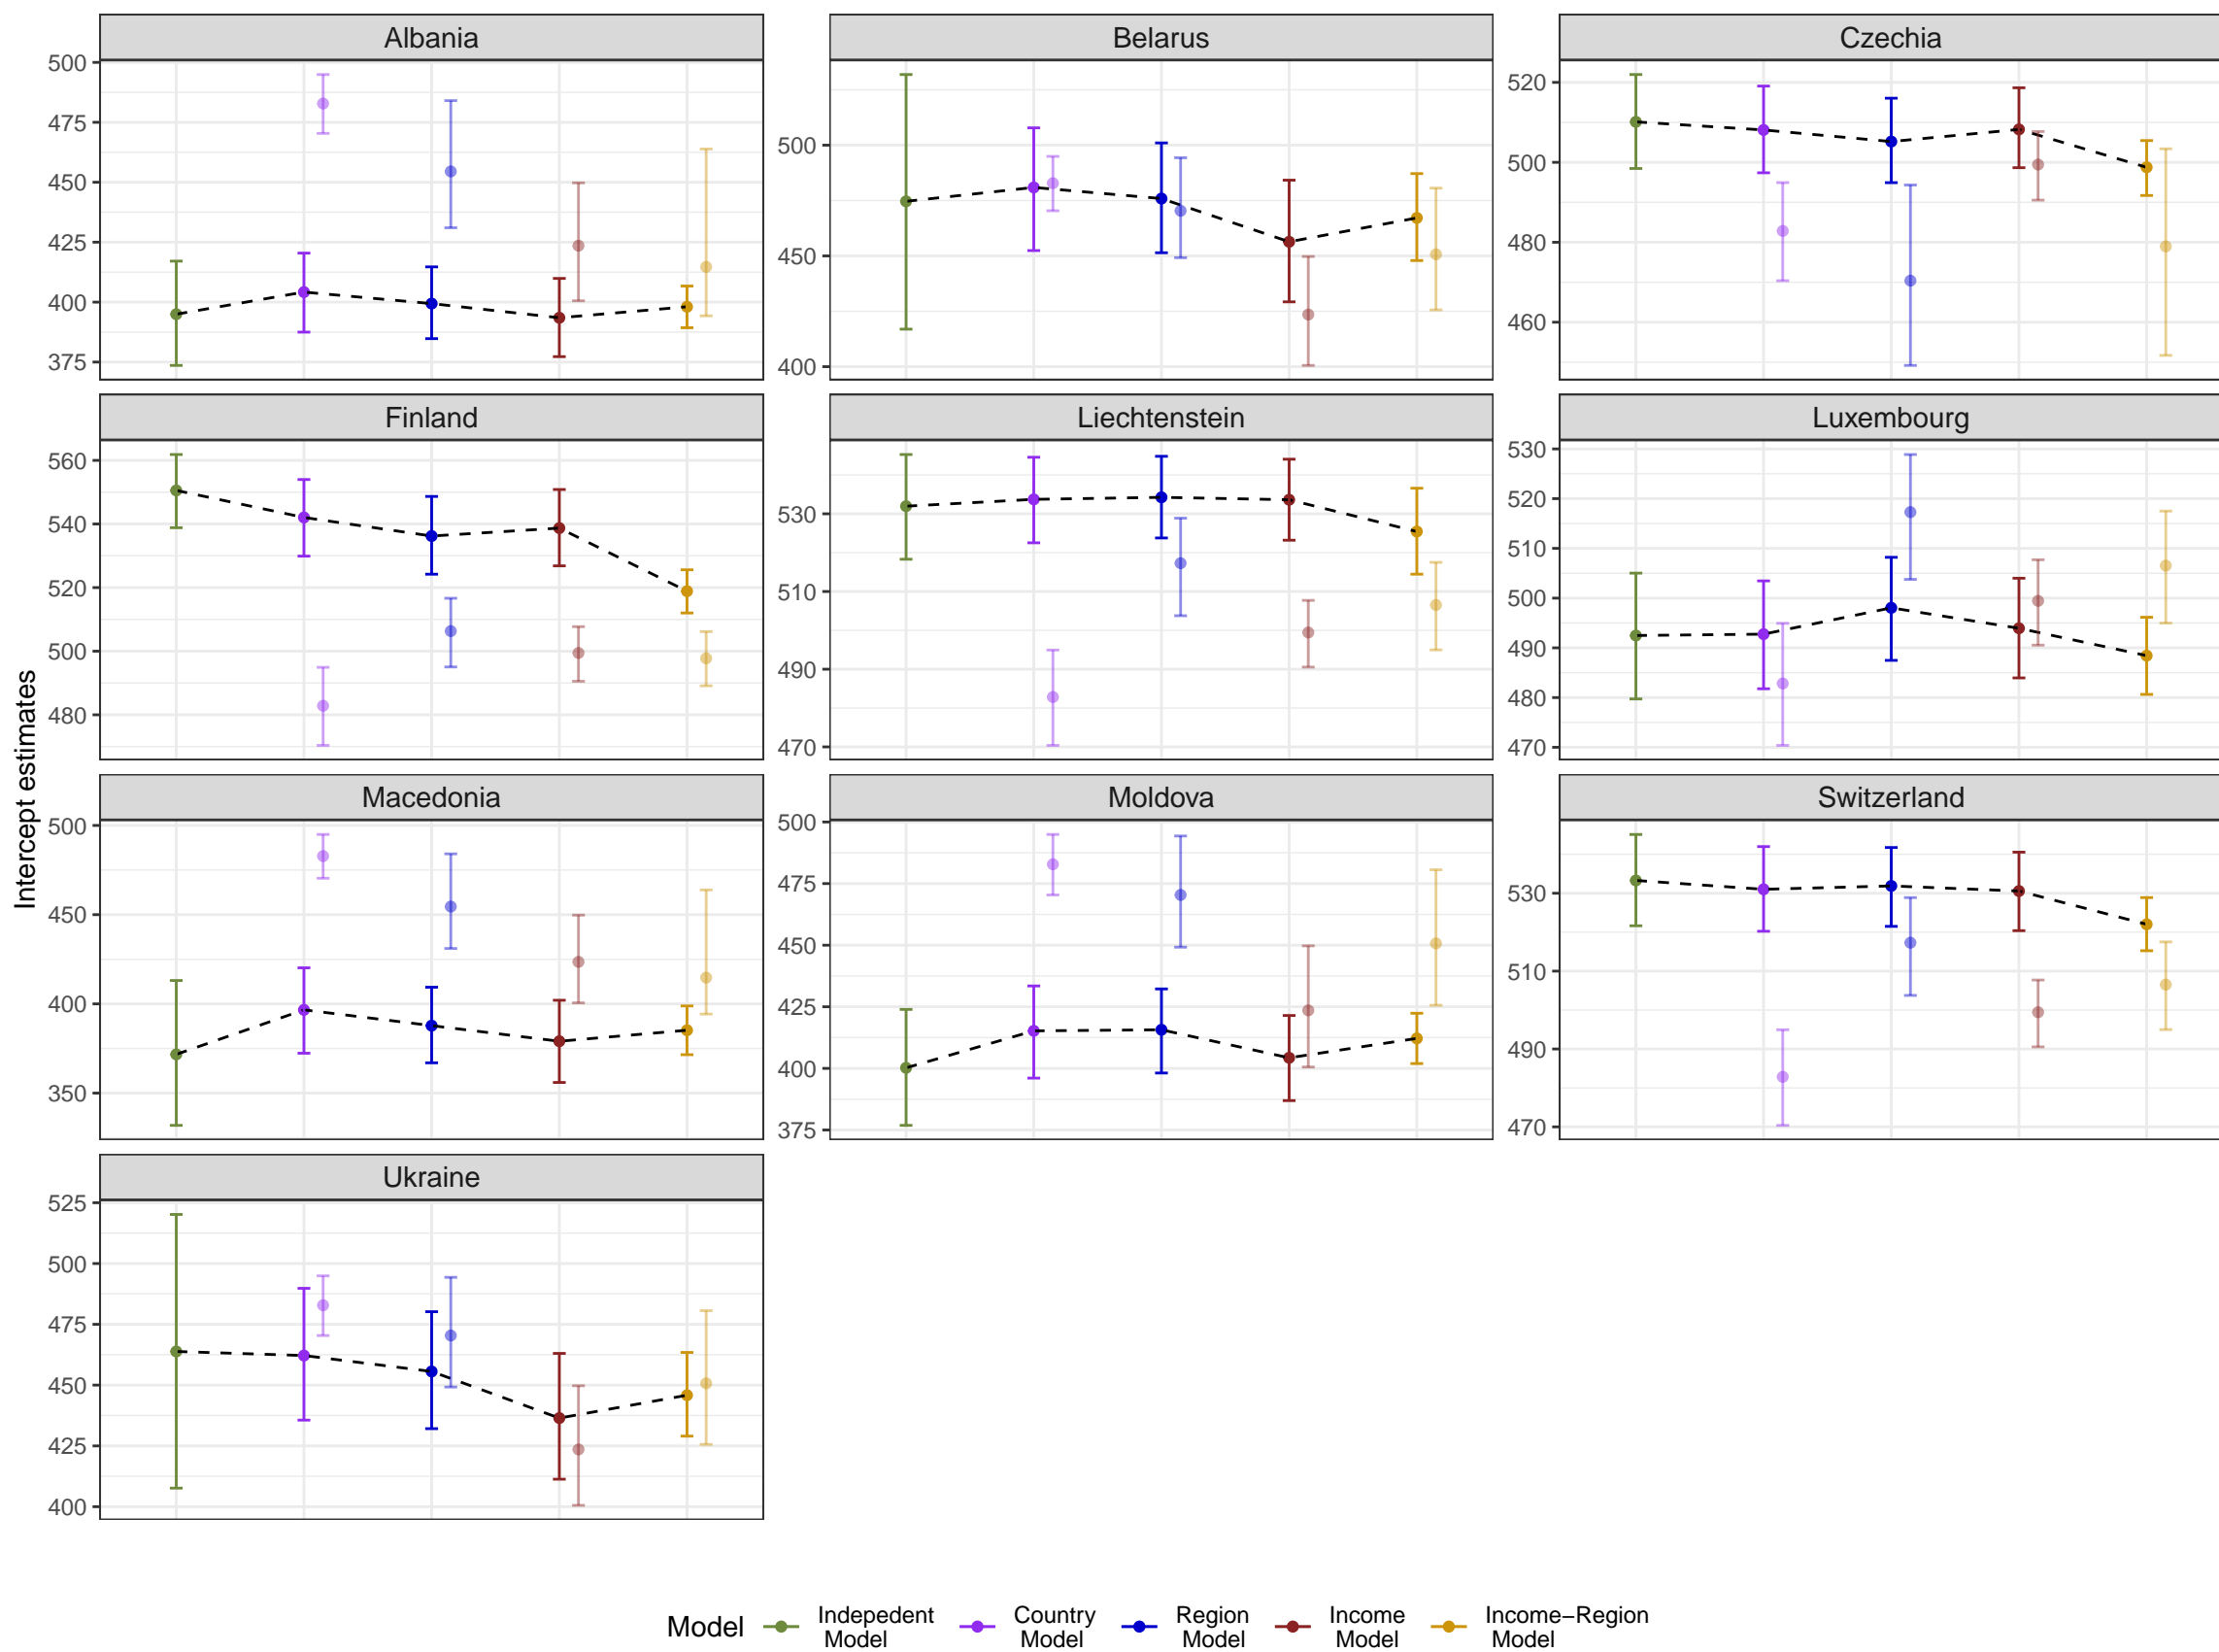 Albania
Belarus
Czechia
500
475
450
425
400
375
500
450
400
520
500
480
460
Finland
Liechtenstein
Luxembourg
560
540
520
500
480
530
510
490
470
530
520
510
500
490
480
470
Intercept estimates
Macedonia
Moldova
Switzerland
500
450
400
350
500
475
450
425
400
375
530
510
490
470
Ukraine
525
500
475
450
425
400
Model
Indepedent
Model
Country
Model
Region
Model
Income
Model
Income−Region
Model